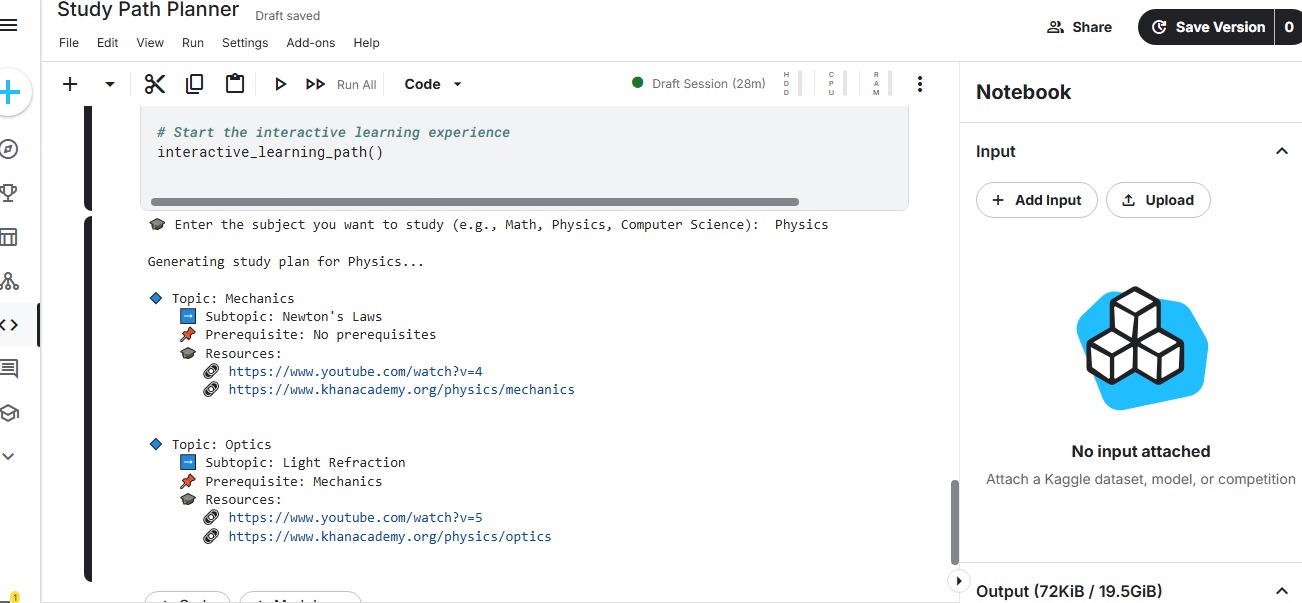 Study Path Planner
Draft saved
File Edit View Run Settings Add-ons Help
Share
Save Version 0
Run All Code
Draft Session (28m)
HDD
CPU
RAM
Notebook
# Start the interactive learning experience
interactive_learning_path()
Input
Add Input
Upload
Enter the subject you want to study (e.g., Math, Physics, Computer Science): Physics
Generating study plan for Physics...
Topic: Mechanics
Subtopic: Newton's Laws
Prerequisite: No prerequisites
Resources:
https://www.youtube.com/watch?v=4
https://www.khanacademy.org/physics/mechanics
Topic: Optics
Subtopic: Light Refraction
Prerequisite: Mechanics
Resources:
https://www.youtube.com/watch?v=5
https://www.khanacademy.org/physics/optics
No input attached
Attach a Kaggle dataset, model, or competition
Output (72KiB / 19.5GiB)
1